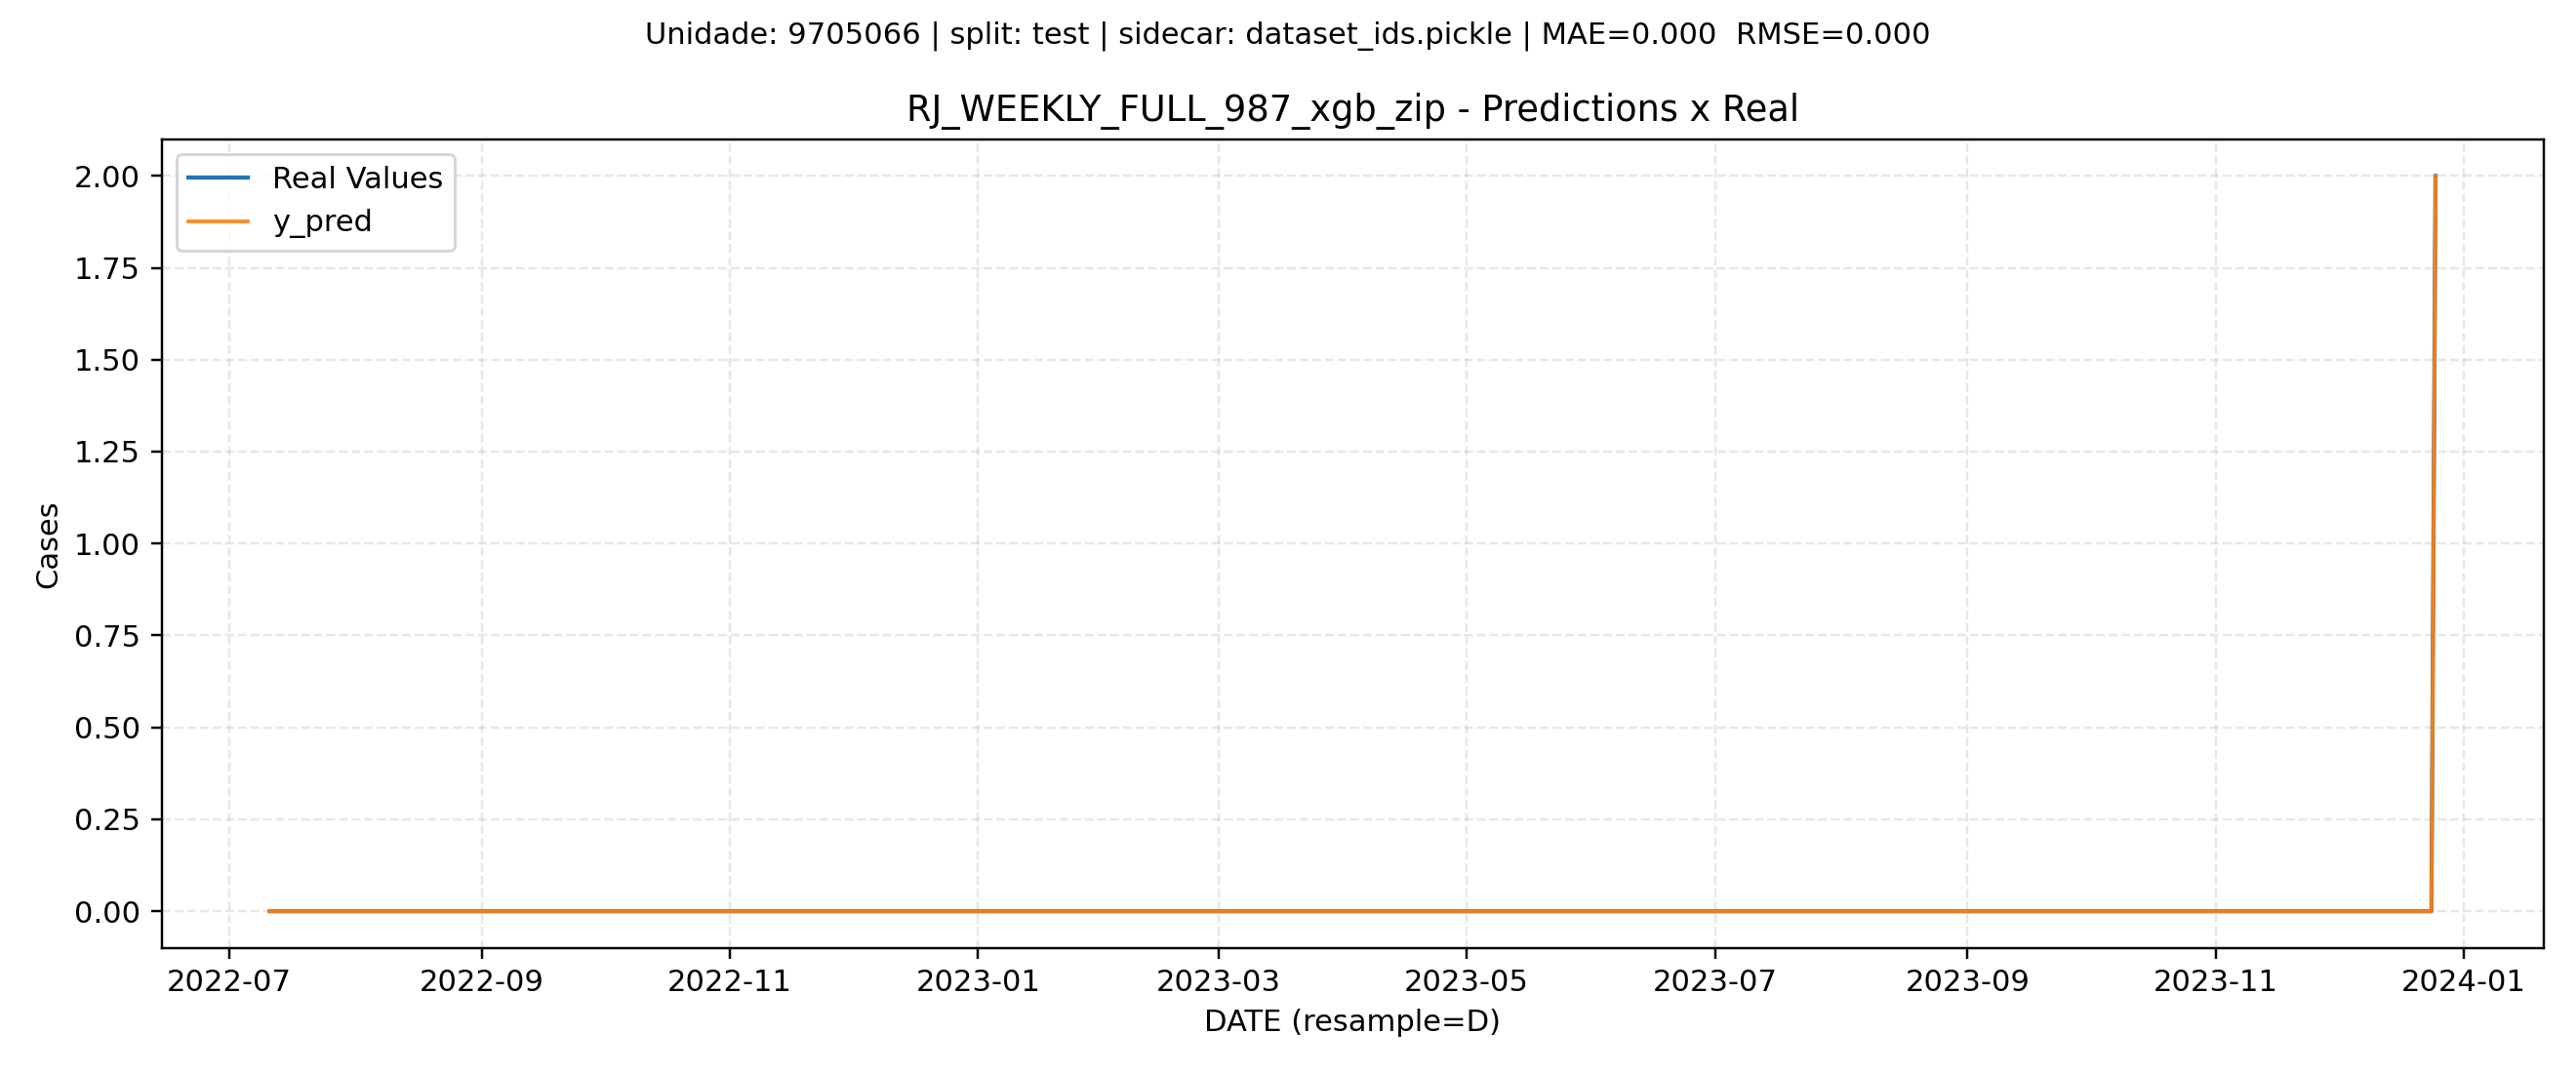 Unidade: 9705066 | split: test | sidecar: dataset_ids.pickle | MAE=0.000  RMSE=0.000
RJ_WEEKLY_FULL_987_xgb_zip - Predictions x Real
Real Values
y_pred
2.00
1.75
1.50
1.25
1.00
0.75
0.50
0.25
0.00
Cases
2022-07 2022-09 2022-11 2023-01 2023-03 2023-05 2023-07 2023-09 2023-11 2024-01
DATE (resample=D)